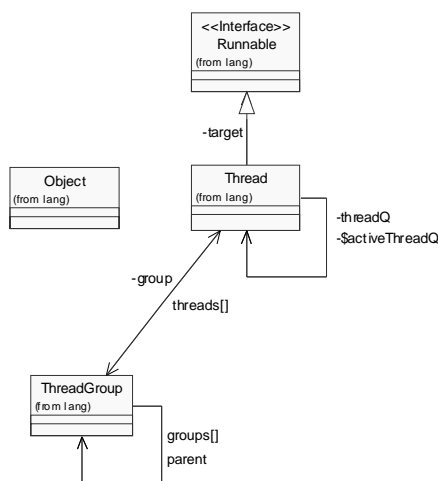 <<Interface>>
Runnable
(from lang)
-target
Object
(from lang)
Thread
(from lang)
-threadQ
-$activeThreadQ
-group
threads[]
ThreadGroup
(from lang)
groups[]
parent